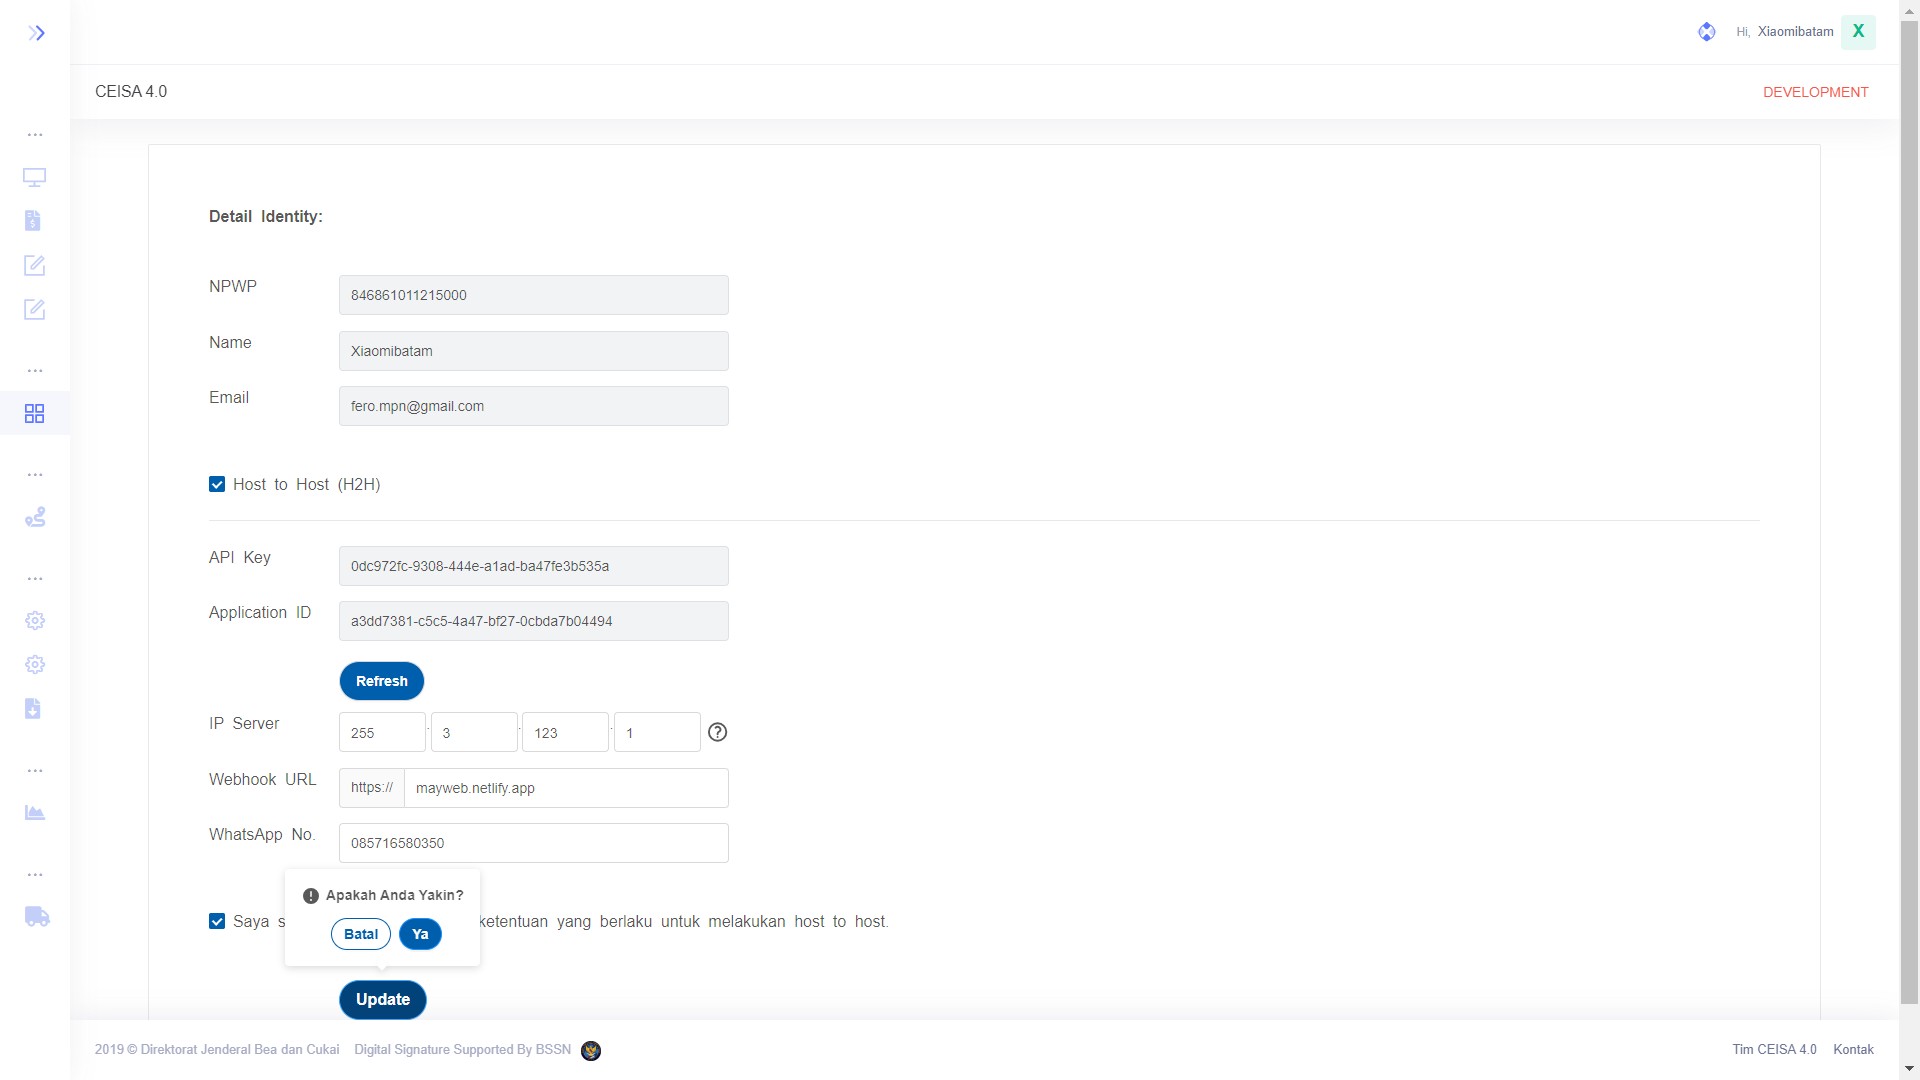 Hi, Xiaomibatam X
CEISA 4.0
DEVELOPMENT
Detail Identity:
NPWP
846861011215000
Name
Xiaomibatam
Email
fero.mpn@gmail.com
Host to Host (H2H)
API Key
0dc972fc-9308-444e-a1ad-ba47fe3b535a
Application ID
a3dd7381-c5c5-4a47-bf27-0cbda7b04494
Refresh
IP Server
255 . 3 . 123 . 1
Webhook URL
https:// mayweb.netlify.app
WhatsApp No.
085716580350
Apakah Anda Yakin?
Saya s ketentuan yang berlaku untuk melakukan host to host.
Batal Ya
Update
2019 © Direktorat Jenderal Bea dan Cukai Digital Signature Supported By BSSN
Tim CEISA 4.0 Kontak